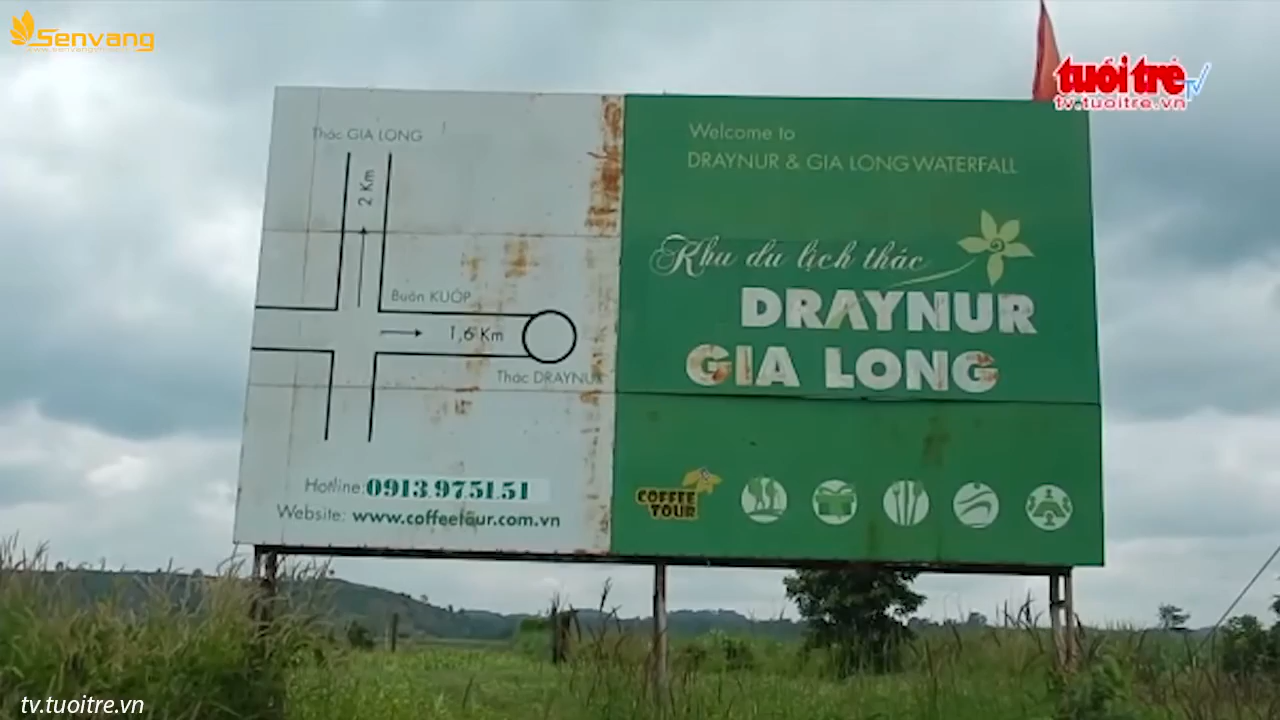 Senvang
tuổi trẻ TV
tv.tuoitre.vn
Thác GIA LONG
2 Km
Buôn KUỐP
1,6 Km
Thác DRAYNUR
Hotline: 0913.9751.51
Website: www.coffeetour.com.vn
Welcome to
DRAYNUR & GIA LONG WATERFALL
Khu du lịch thác
DRAYNUR
GIA LONG
COFFEE
TOUR
tv.tuoitre.vn